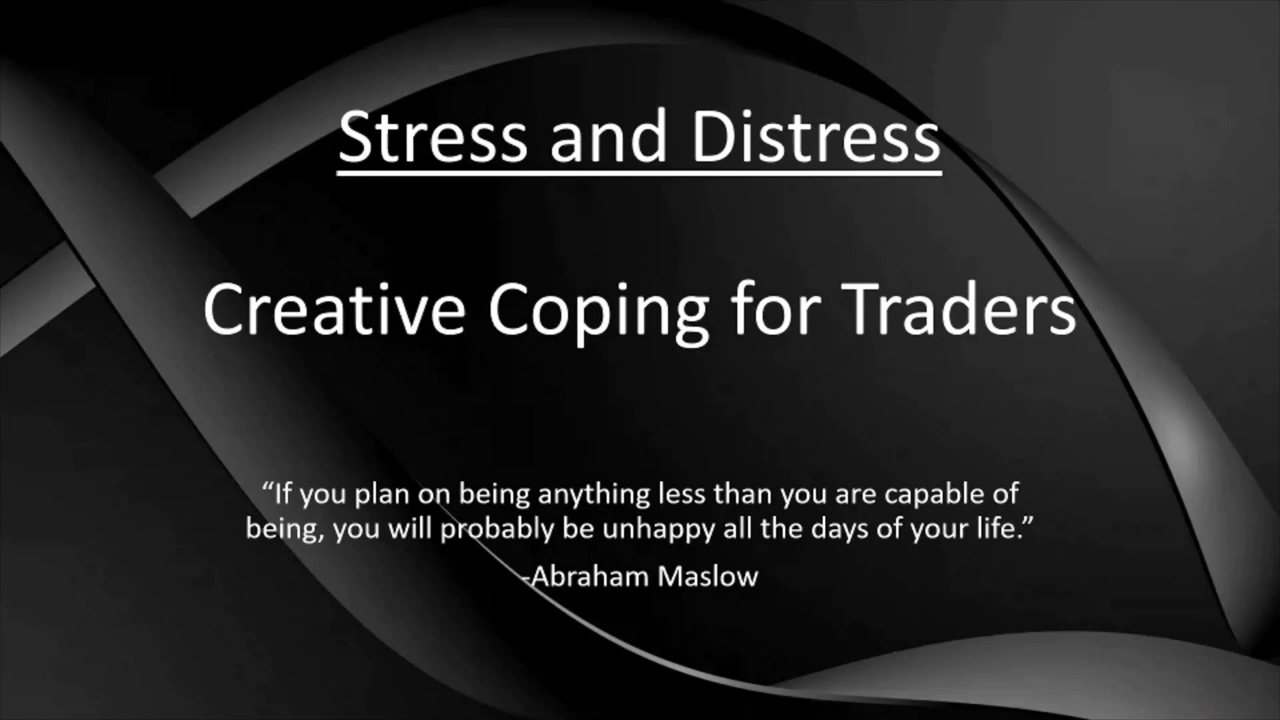 Stress and Distress
Creative Coping for Traders
“If you plan on being anything less than you are capable of
being, you will probably be unhappy all the days of your life.”
-Abraham Maslow